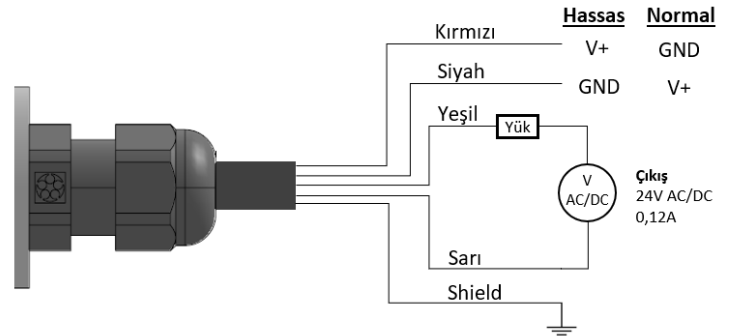 Hassas Normal
Kırmızı V+ GND
Siyah GND V+
Yeşil
Yük
V
AC/DC
Çıkış
24V AC/DC
0,12A
Sarı
Shield